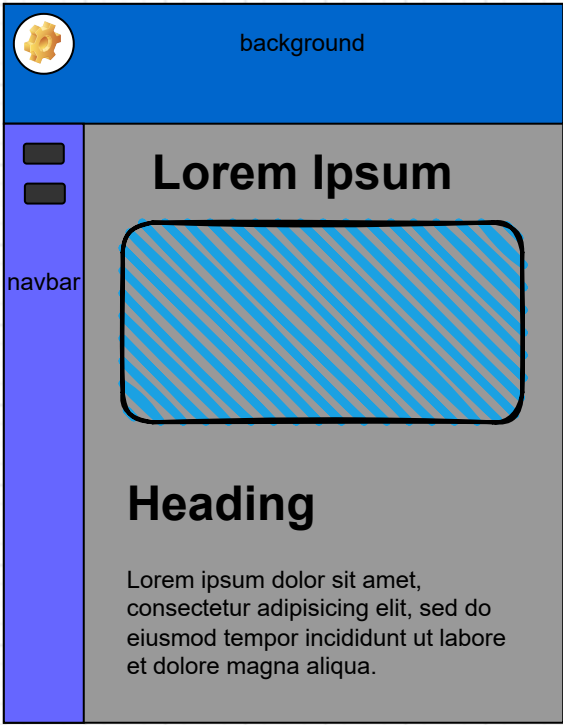 background
Lorem Ipsum
navbar
Heading
Lorem ipsum dolor sit amet,
consectetur adipisicing elit, sed do
eiusmod tempor incididunt ut labore
et dolore magna aliqua.